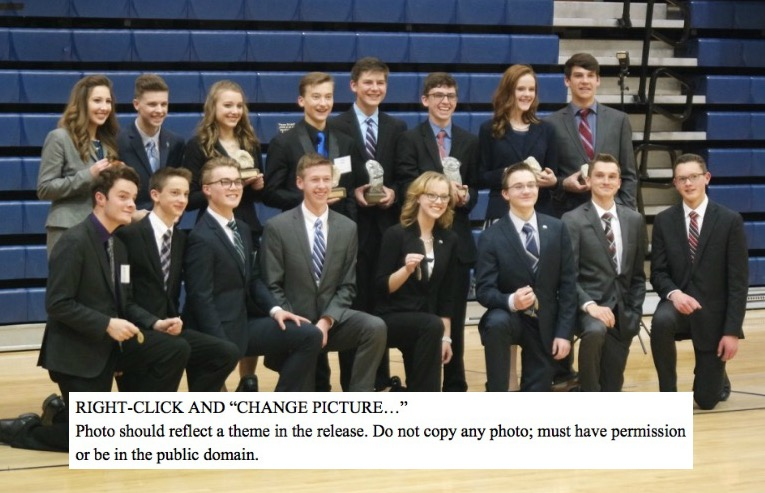 RIGHT-CLICK AND “CHANGE PICTURE…”
Photo should reflect a theme in the release. Do not copy any photo; must have permission
or be in the public domain.